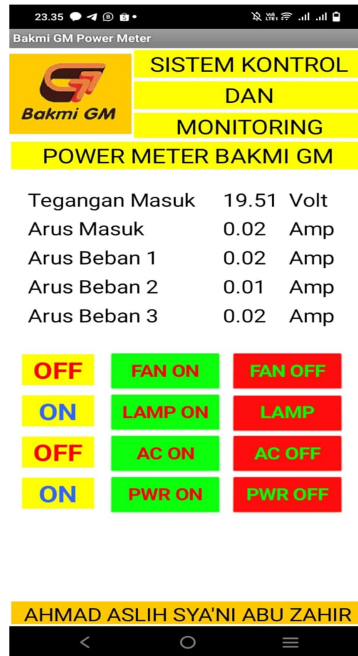 23.35
Bakmi GM Power Meter
Bakmi GM
SISTEM KONTROL
DAN
MONITORING
POWER METER BAKMI GM
Tegangan Masuk 19.51 Volt
Arus Masuk 0.02 Amp
Arus Beban 1 0.02 Amp
Arus Beban 2 0.01 Amp
Arus Beban 3 0.02 Amp
OFF FAN ON FAN OFF
ON LAMP ON LAMP
OFF AC ON AC OFF
ON PWR ON PWR OFF
AHMAD ASLIH SYA'NI ABU ZAHIR